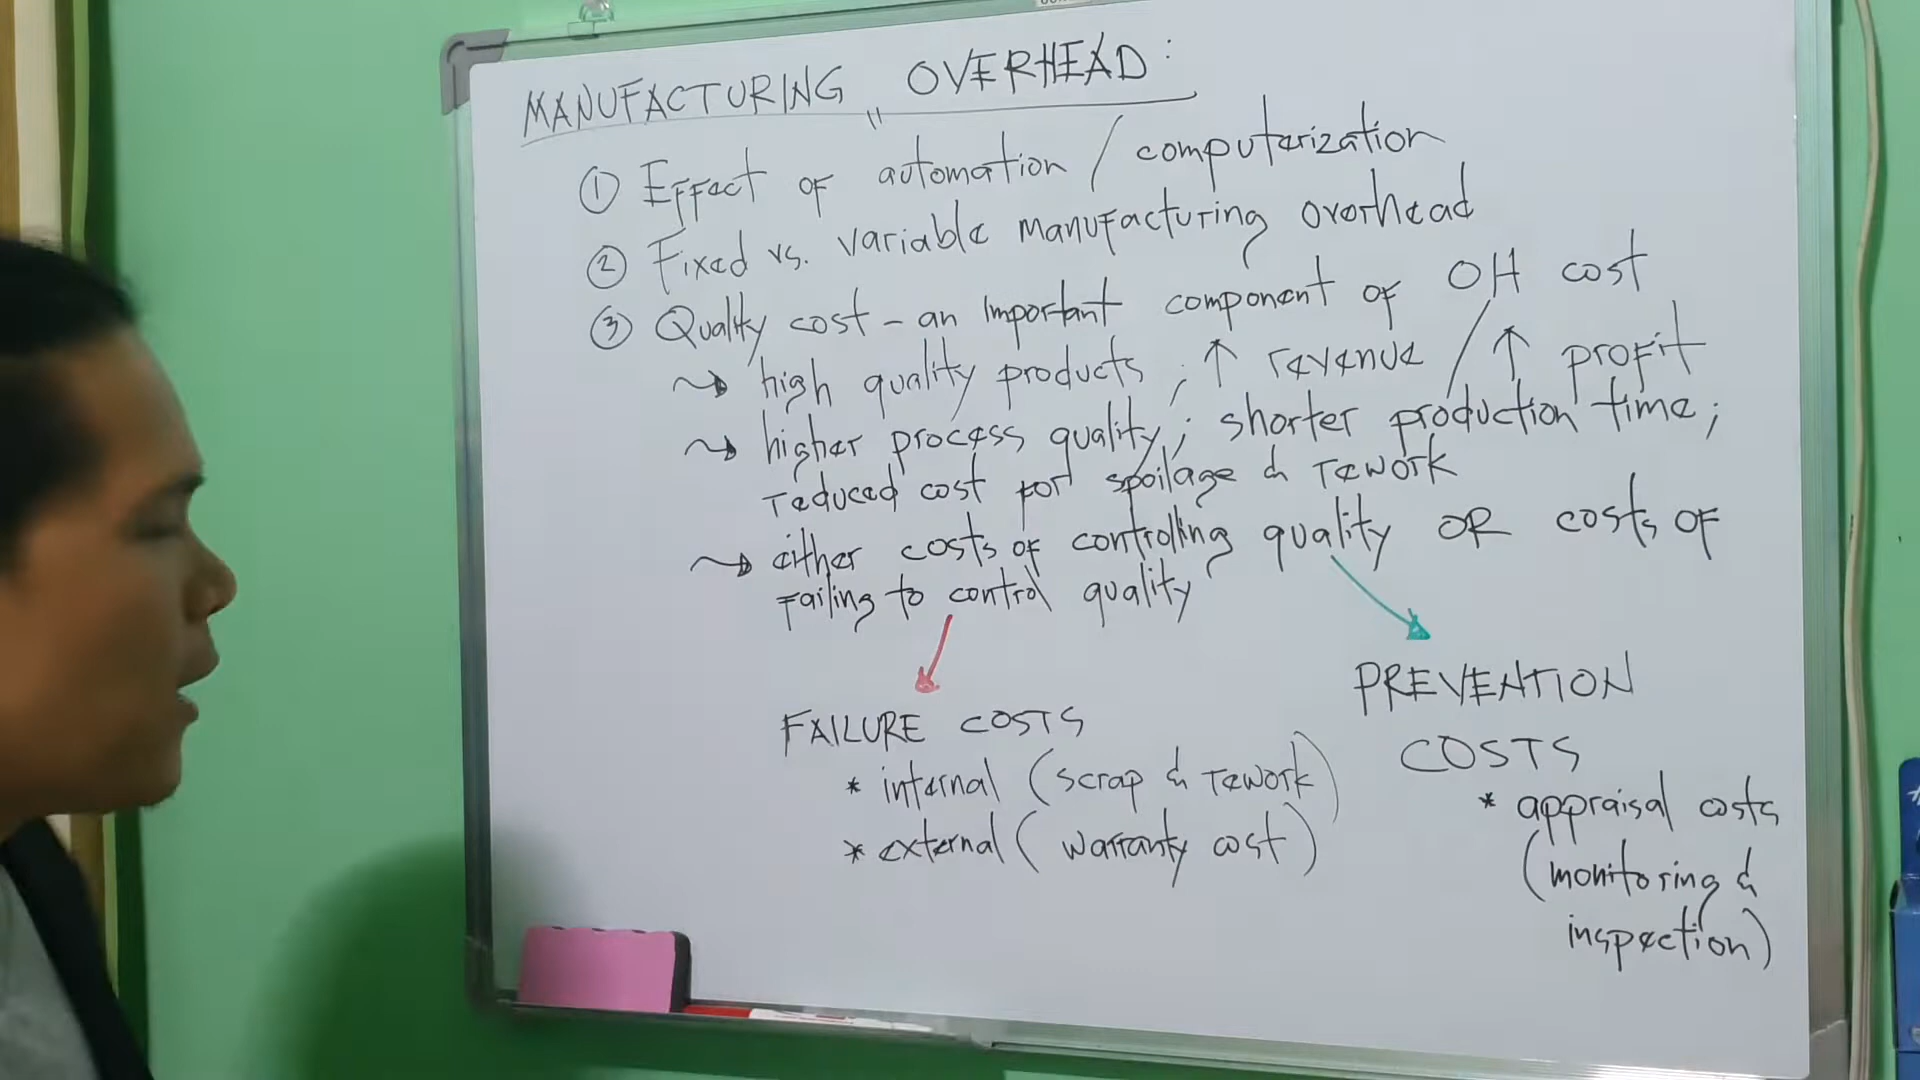 MANUFACTURING OVERHEAD:
① Effect of automation / computerization
② Fixed vs. variable manufacturing overhead
③ Quality cost – an important component of OH cost
high quality products; ↑ revenue / ↑ profit
higher process quality; shorter production time;
reduced cost for spoilage & rework
either costs of controlling quality OR costs of
failing to control quality
FAILURE COSTS
* internal (scrap & rework)
* external (warranty cost)
PREVENTION
COSTS
* appraisal costs
(monitoring &
inspection)